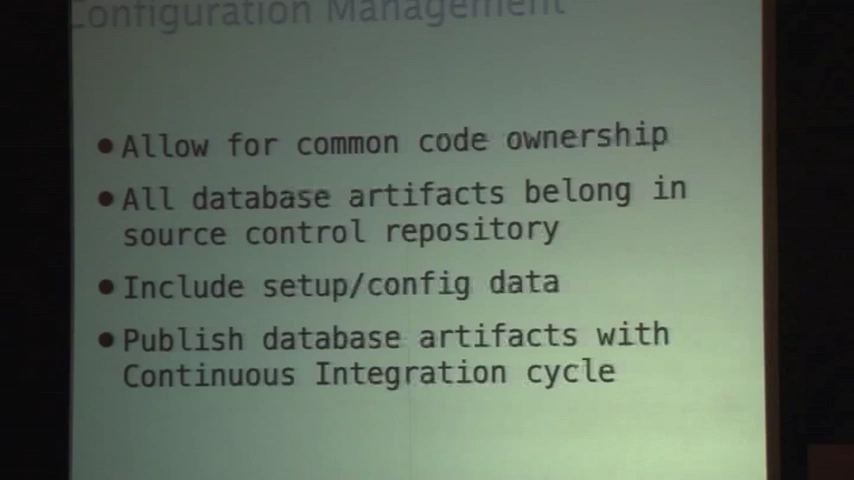 Configuration Management
Allow for common code ownership
All database artifacts belong in
source control repository
Include setup/config data
Publish database artifacts with
Continuous Integration cycle